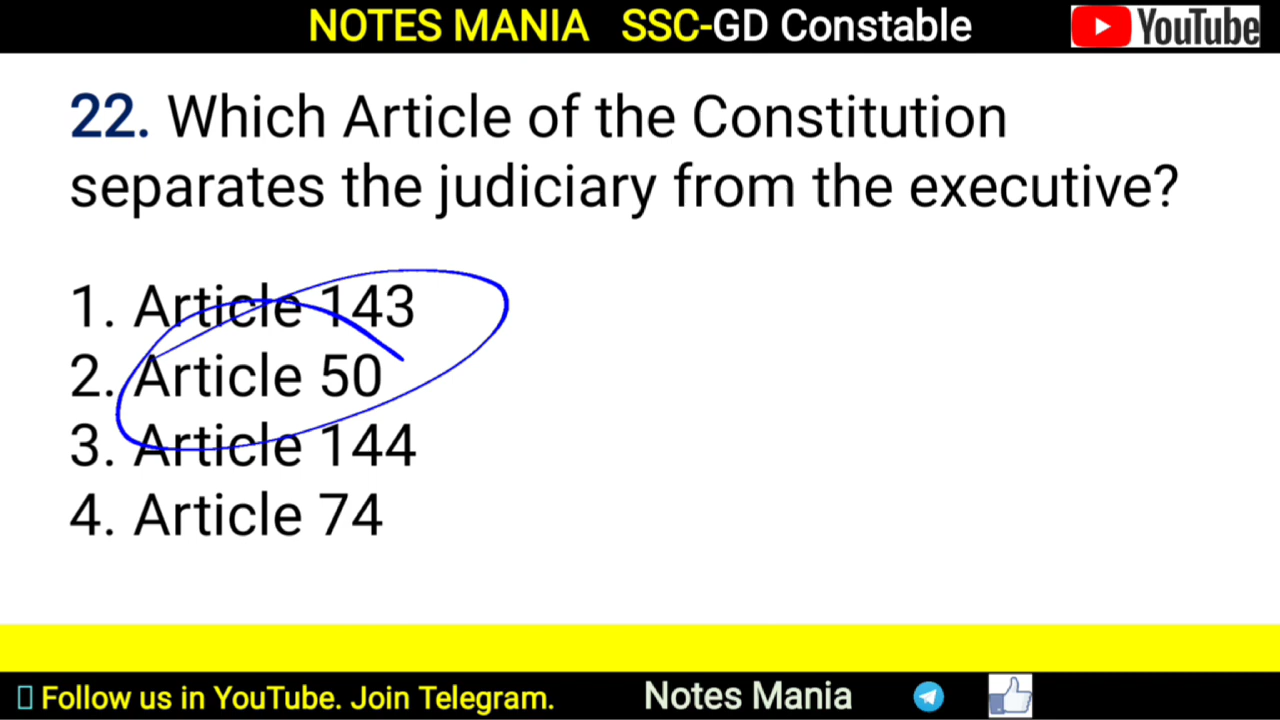 NOTES MANIA SSC-GD Constable YouTube
22. Which Article of the Constitution
separates the judiciary from the executive?
1. Article 143
2. Article 50
3. Article 144
4. Article 74
Follow us in YouTube. Join Telegram. Notes Mania